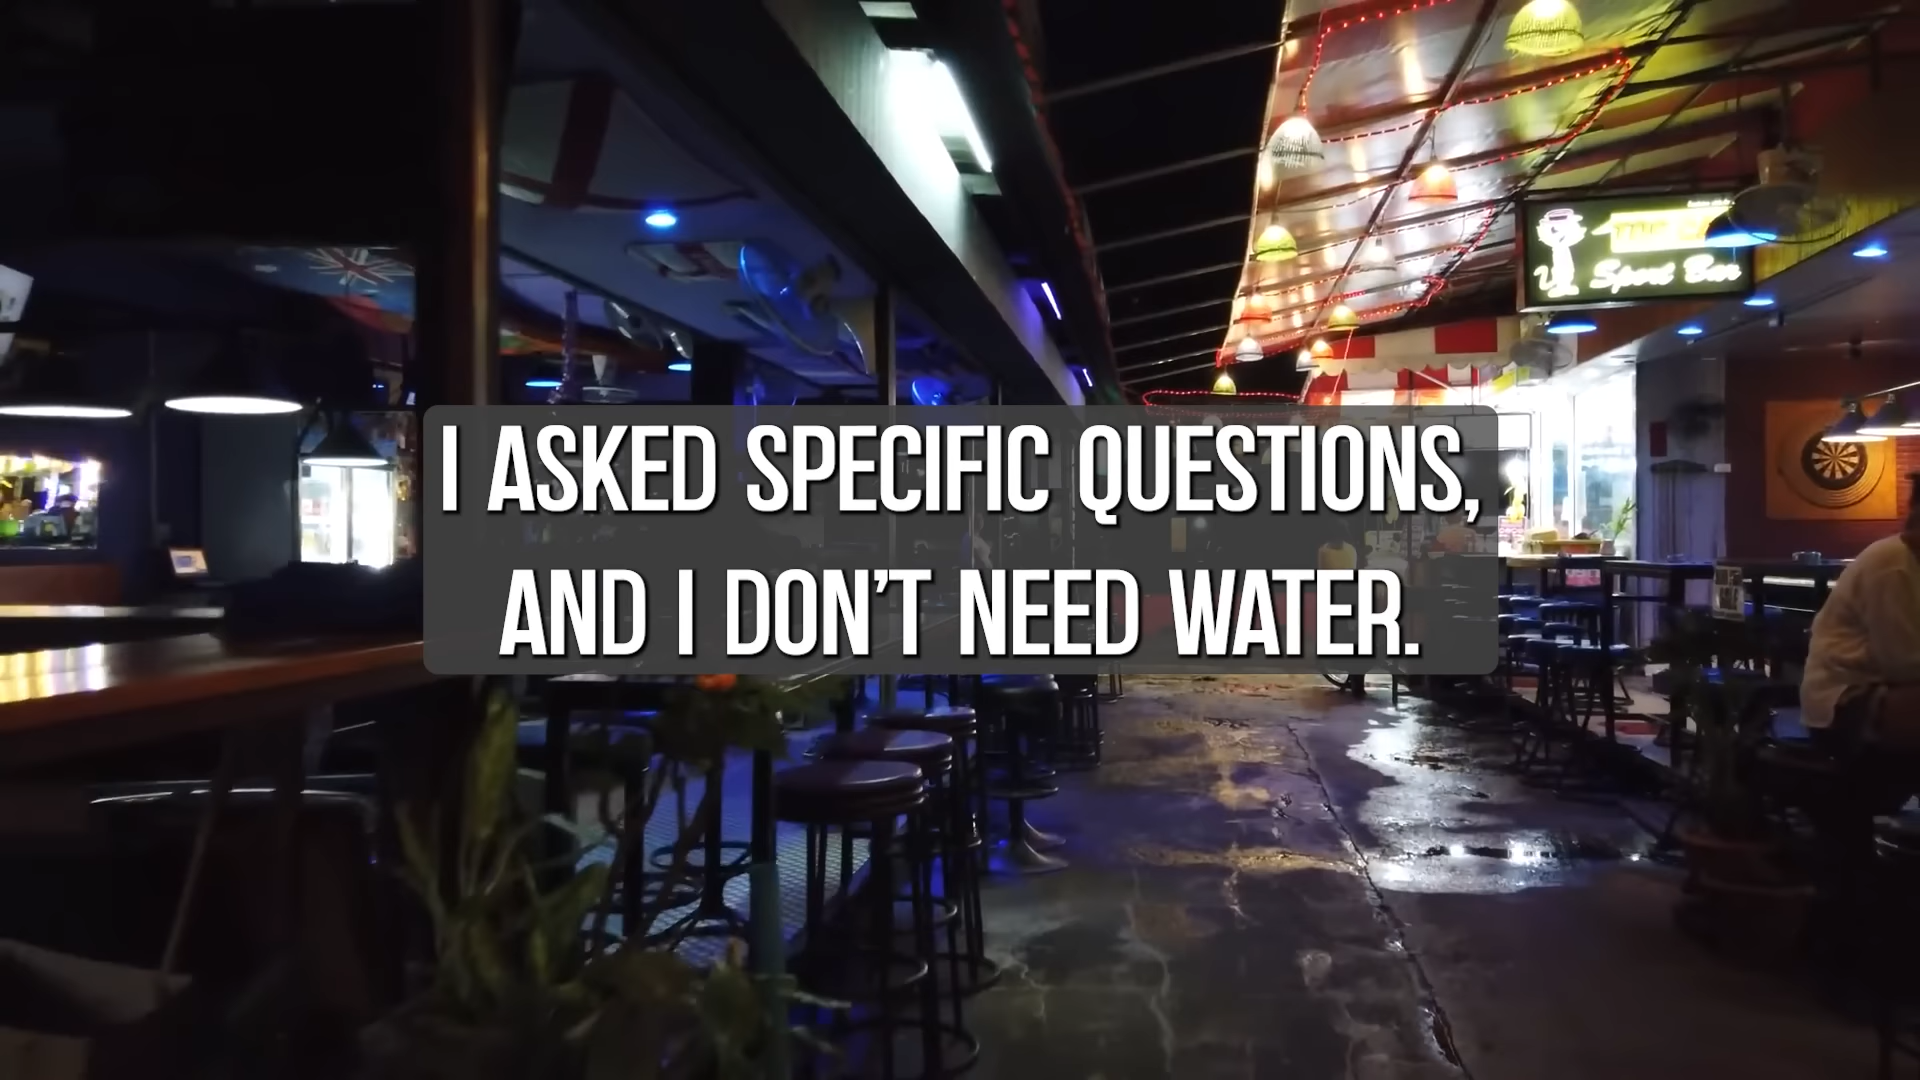 Sport Bar
I ASKED SPECIFIC QUESTIONS,
AND I DON'T NEED WATER.